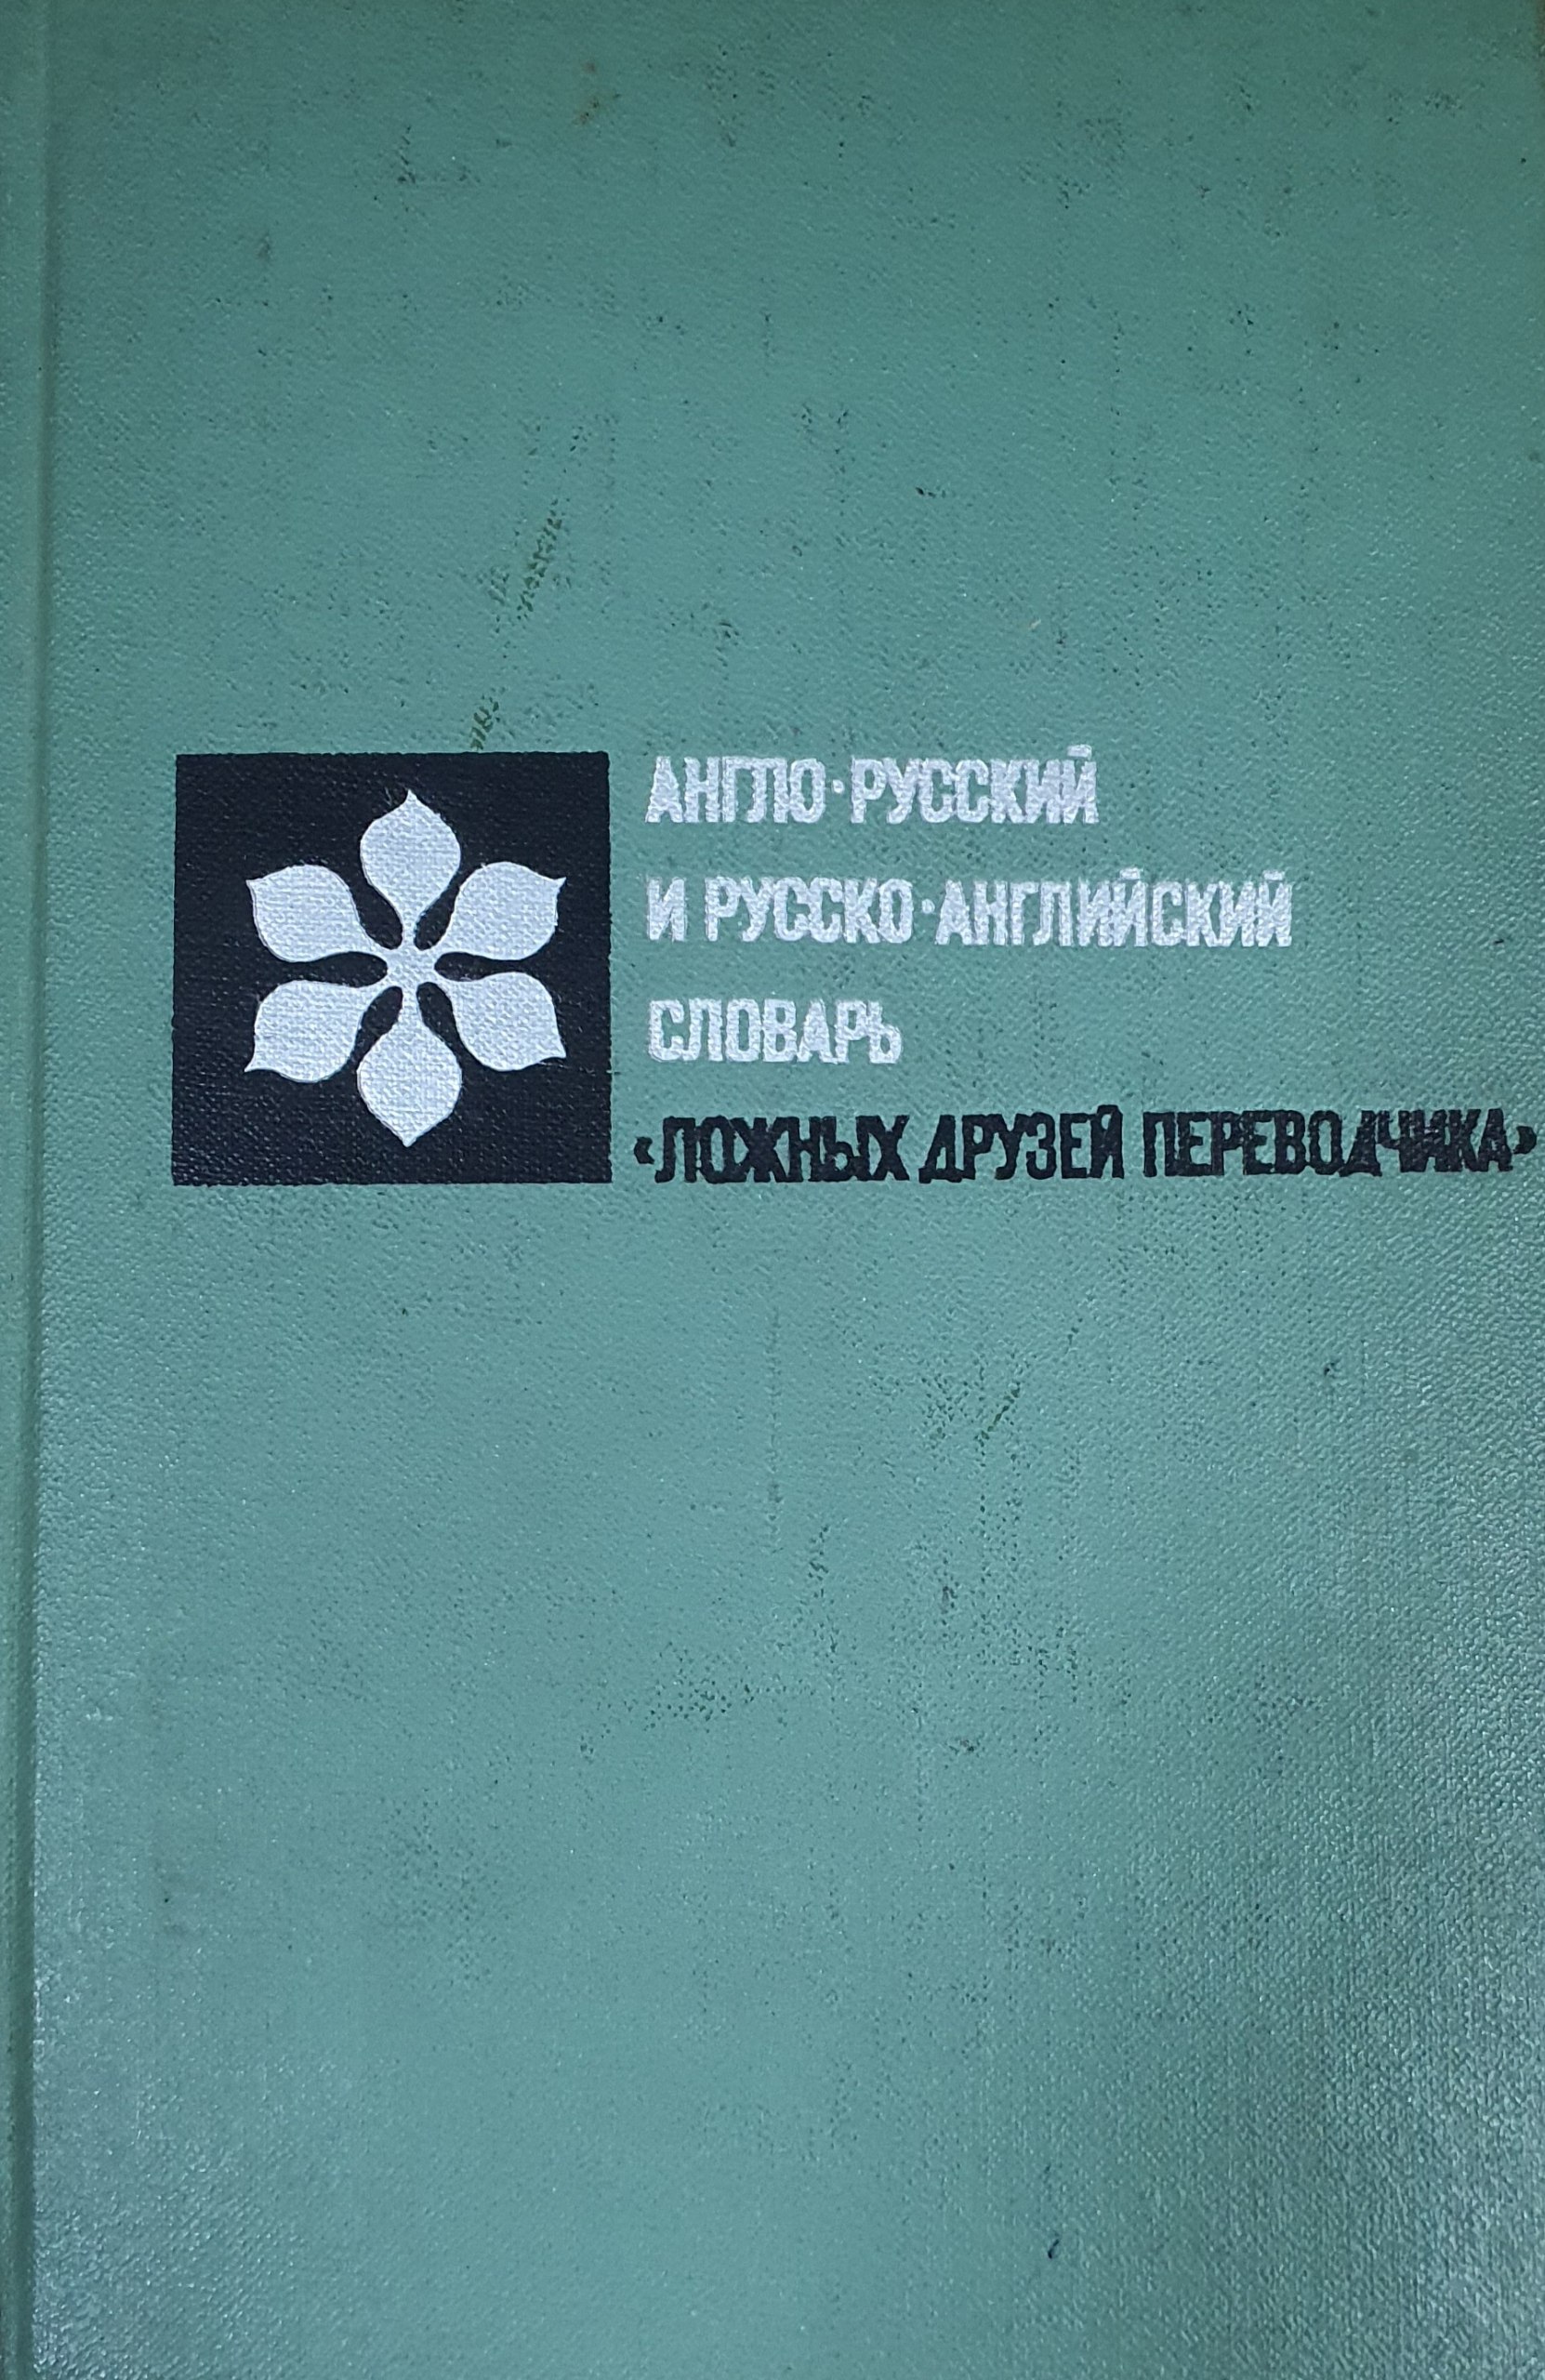 АНГЛО-РУССКИЙ
И РУССКО-АНГЛИЙСКИЙ
СЛОВАРЬ
«ЛОЖНЫХ ДРУЗЕЙ ПЕРЕВОДЧИКА»